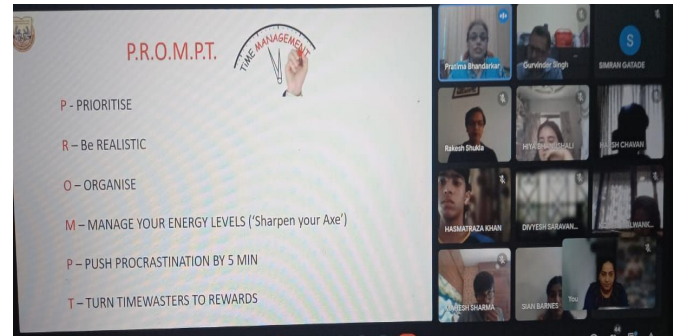 P.R.O.M.P.T.
TIME MANAGEMENT
P - PRIORITISE
R – Be REALISTIC
O – ORGANISE
M – MANAGE YOUR ENERGY LEVELS ('Sharpen your Axe')
P – PUSH PROCRASTINATION BY 5 MIN
T – TURN TIMEWASTERS TO REWARDS
Pratima Bhandarkar
Gurvinder Singh
S
SIMRAN GATADE
Rakesh Shukla
HASMATRAZA KHAN
DIVYESH SARAVAN...
SIAN BARNES
You